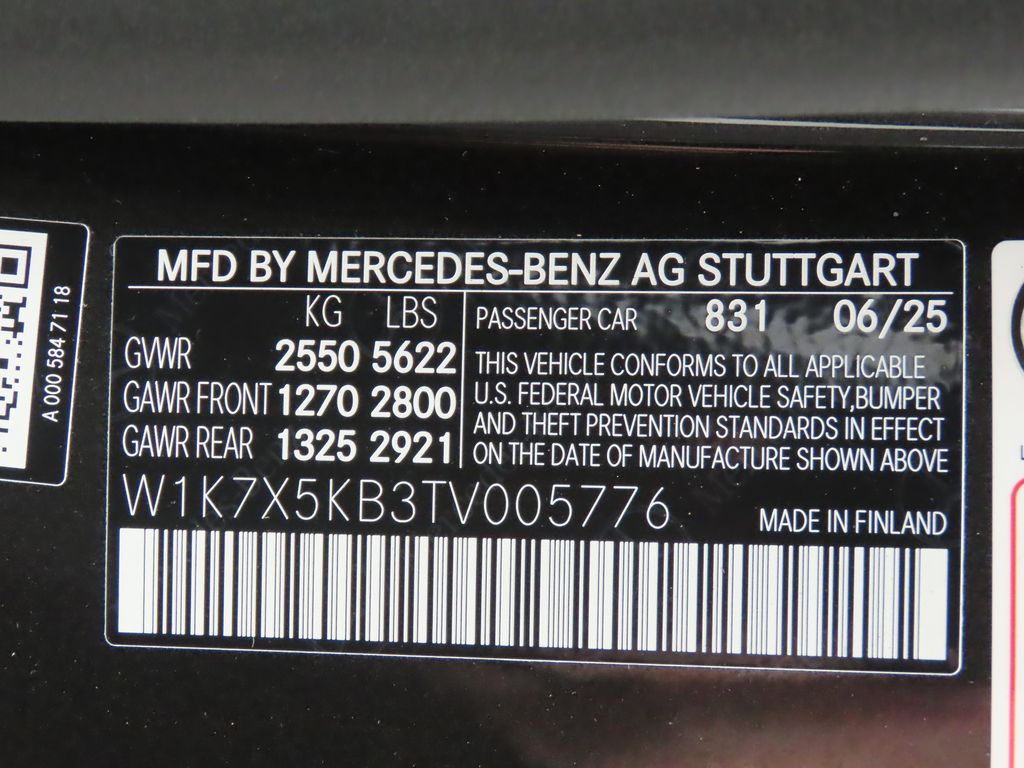 A 000 584 71 18
MFD BY MERCEDES-BENZ AG STUTTGART
KG LBS
GVWR 2550 5622
GAWR FRONT 1270 2800
GAWR REAR 1325 2921
PASSENGER CAR 831 06/25
THIS VEHICLE CONFORMS TO ALL APPLICABLE
U.S. FEDERAL MOTOR VEHICLE SAFETY,BUMPER
AND THEFT PREVENTION STANDARDS IN EFFECT
ON THE DATE OF MANUFACTURE SHOWN ABOVE
W1K7X5KB3TV005776
MADE IN FINLAND